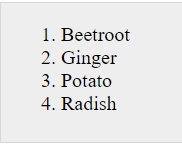 1. Beetroot
2. Ginger
3. Potato
4. Radish